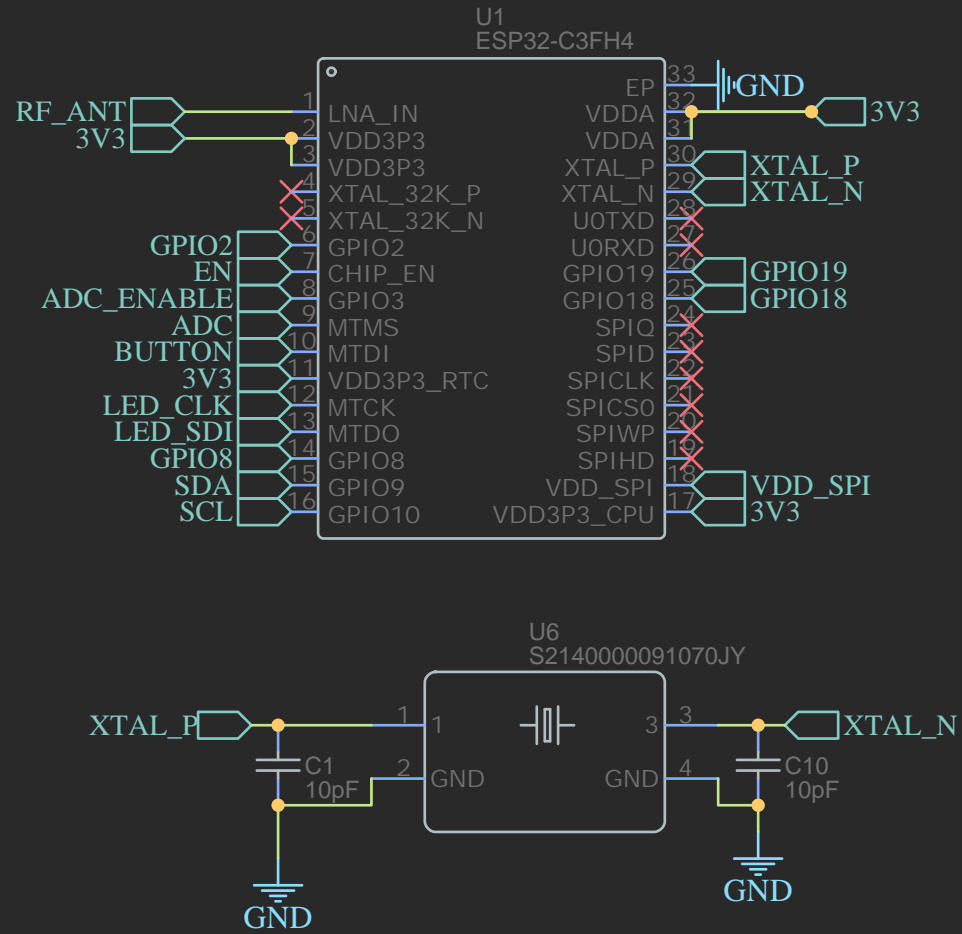 U1
ESP32-C3FH4
33
EP
GND
1
32
RF_ANT
LNA_IN
VDDA
3V3
2
31
3V3
VDD3P3
VDDA
3
30
VDD3P3
XTAL_P
XTAL_P
4
29
XTAL_32K_P
XTAL_N
XTAL_N
5
28
XTAL_32K_N
U0TXD
6
27
GPIO2
GPIO2
U0RXD
7
26
EN
CHIP_EN
GPIO19
GPIO19
8
25
ADC_ENABLE
GPIO3
GPIO18
GPIO18
9
24
ADC
MTMS
SPIQ
10
23
BUTTON
MTDI
SPID
11
22
3V3
VDD3P3_RTC
SPICLK
12
21
LED_CLK
MTCK
SPICS0
13
20
LED_SDI
MTDO
SPIWP
14
19
GPIO8
GPIO8
SPIHD
15
18
SDA
GPIO9
VDD_SPI
VDD_SPI
16
17
SCL
GPIO10
VDD3P3_CPU
3V3
U6
S2140000091070JY
XTAL_P
1
1
3
3
XTAL_N
C1
10pF
2
GND
GND
4
C10
10pF
GND
GND